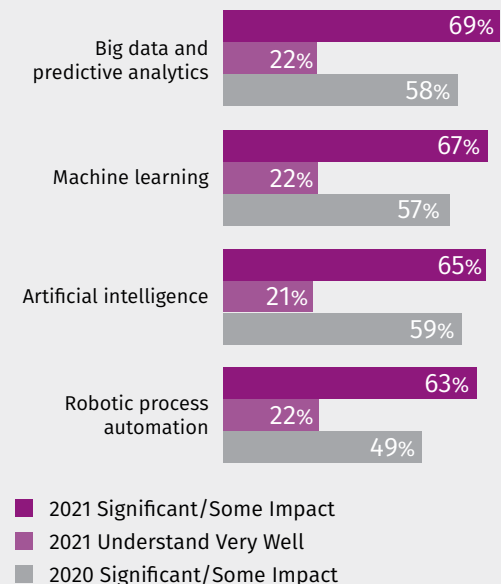 69%
Big data and
predictive analytics
22%
58%
67%
Machine learning
22%
57%
65%
Artificial intelligence
21%
59%
63%
Robotic process
automation
22%
49%
2021 Significant/Some Impact
2021 Understand Very Well
2020 Significant/Some Impact